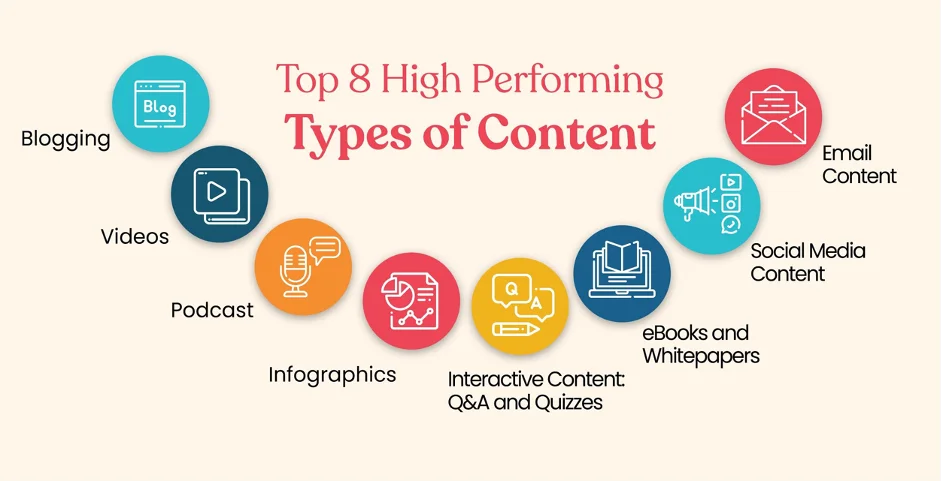 Top 8 High Performing
Types of Content
Blog
Blogging
Videos
Podcast
Infographics
Q
A
Interactive Content:
Q&A and Quizzes
eBooks and
Whitepapers
Social Media
Content
Email
Content